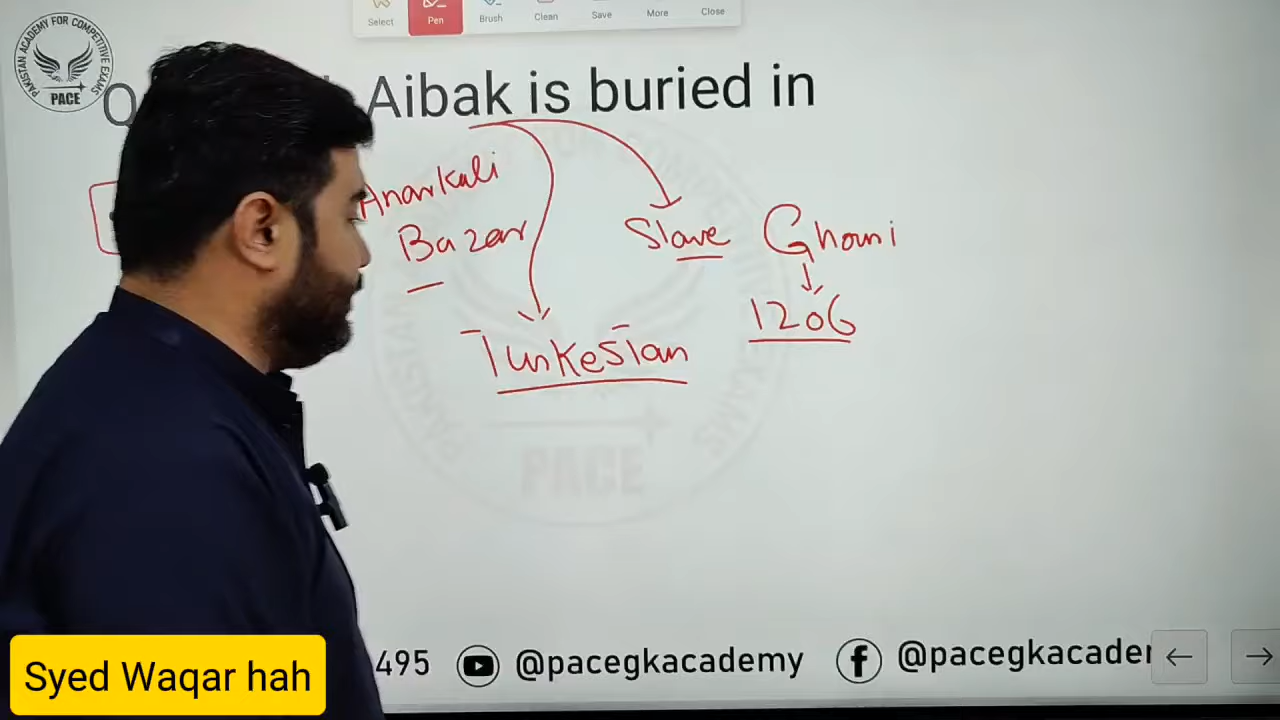 Select Pen Brush Clean Save More Close
PAKISTAN ACADEMY FOR COMPETITIVE EXAMS
PACE
Aibak is buried in
Anarkali
Bazar
Slave Ghori
1206
Turkestan
PACE
495 @pacegkacademy @pacegkacader
Syed Waqar hah